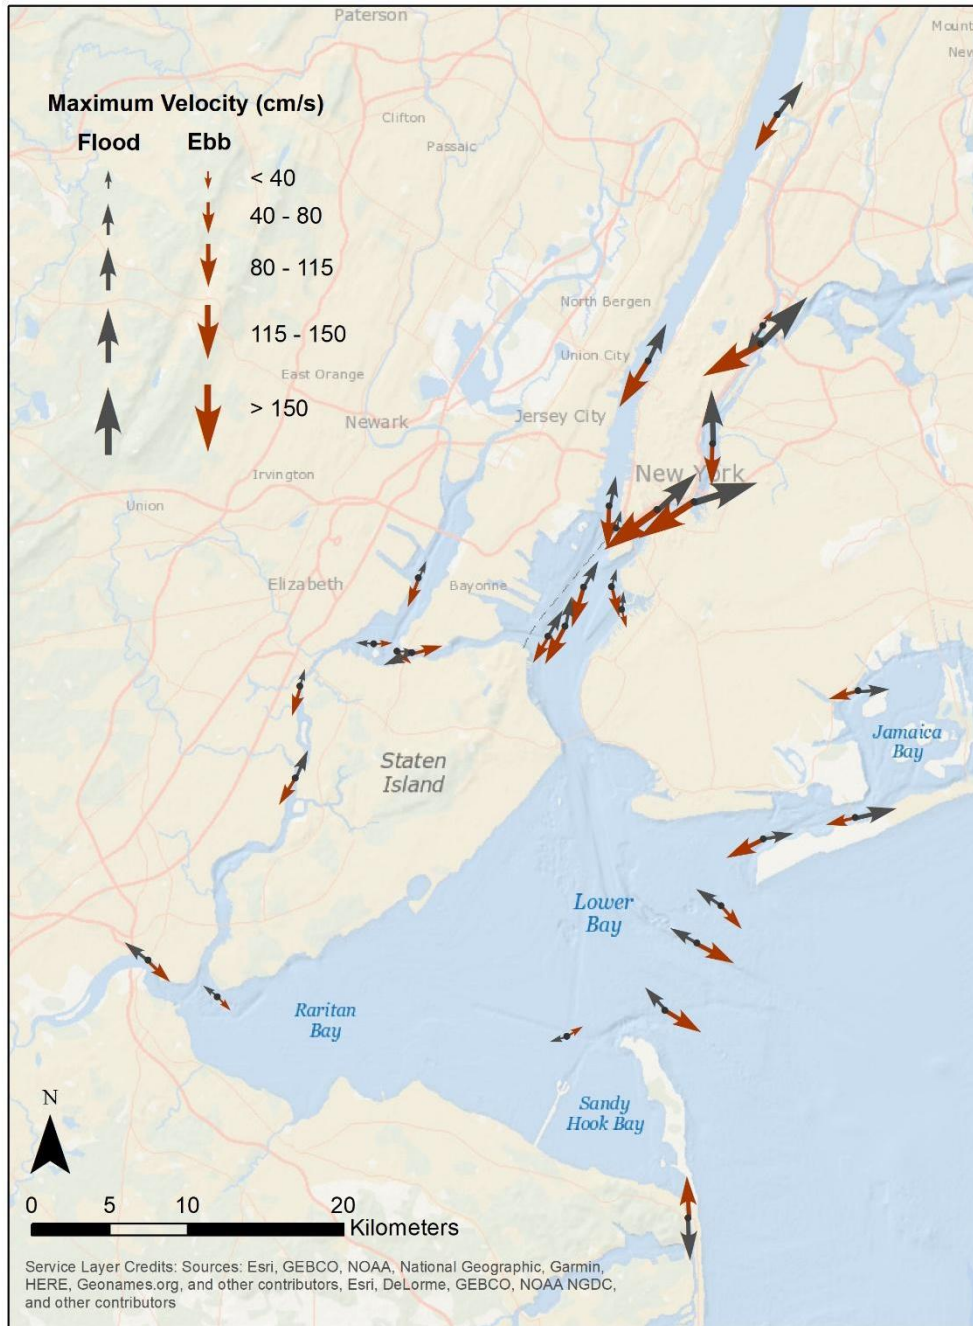 Paterson
Mount
New
Clifton
Passaic
Maximum Velocity (cm/s)
Flood
Ebb
< 40
40 - 80
80 - 115
115 - 150
> 150
North Bergen
Union City
East Orange
Newark
Jersey City
Irvington
New York
Union
Elizabeth
Bayonne
Staten
Island
Jamaica
Bay
Lower
Bay
Raritan
Bay
Sandy
Hook Bay
N
0 5 10 20
Kilometers
Service Layer Credits: Sources: Esri, GEBCO, NOAA, National Geographic, Garmin,
HERE, Geonames.org, and other contributors, Esri, DeLorme, GEBCO, NOAA NGDC,
and other contributors